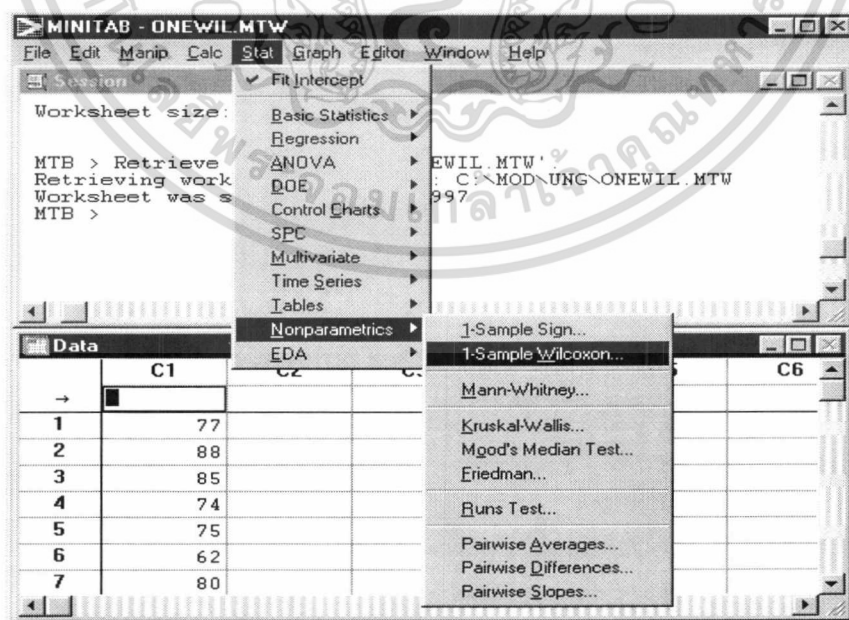 MINITAB - ONEWIL.MTW
File Edit Manip Calc Stat Graph Editor Window Help
Session
Worksheet size:
MTB > Retrieve EWIL.MTW'.
Retrieving work : C:\MOD\UNG\ONEWIL.MTW
Worksheet was s 997
MTB >
Fit Intercept
Basic Statistics
Regression
ANOVA
DOE
Control Charts
SPC
Multivariate
Time Series
Tables
Nonparametrics
EDA
1-Sample Sign...
1-Sample Wilcoxon...
Mann-Whitney...
Kruskal-Wallis...
Mood's Median Test...
Friedman...
Runs Test...
Pairwise Averages...
Pairwise Differences...
Pairwise Slopes...
Data
C1 C2 C6
→
1 77
2 88
3 85
4 74
5 75
6 62
7 80